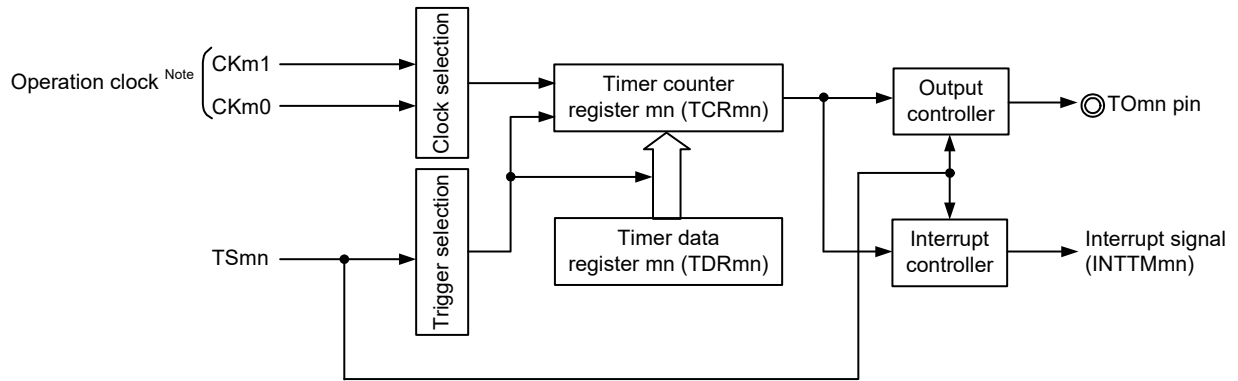 Operation clock Note
CKm1
CKm0
Clock selection
Timer counter
register mn (TCRmn)
Output
controller
TOmn pin
TSmn
Trigger selection
Timer data
register mn (TDRmn)
Interrupt
controller
Interrupt signal
(INTTMmn)